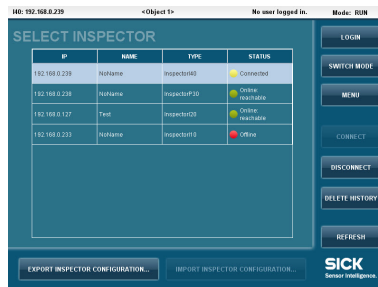 I40: 192.168.0.239 <Object 1> No user logged in. Mode: RUN
SELECT INSPECTOR
IP NAME TYPE STATUS
192.168.0.239 NoName InspectorI40 Connected
192.168.0.238 NoName InspectorP30 Online:
reachable
192.168.0.127 Test InspectorI20 Online:
reachable
192.168.0.233 NoName InspectorI10 Offline
LOGIN
SWITCH MODE
MENU
CONNECT
DISCONNECT
DELETE HISTORY
REFRESH
EXPORT INSPECTOR CONFIGURATION... IMPORT INSPECTOR CONFIGURATION...
SICK
Sensor Intelligence.